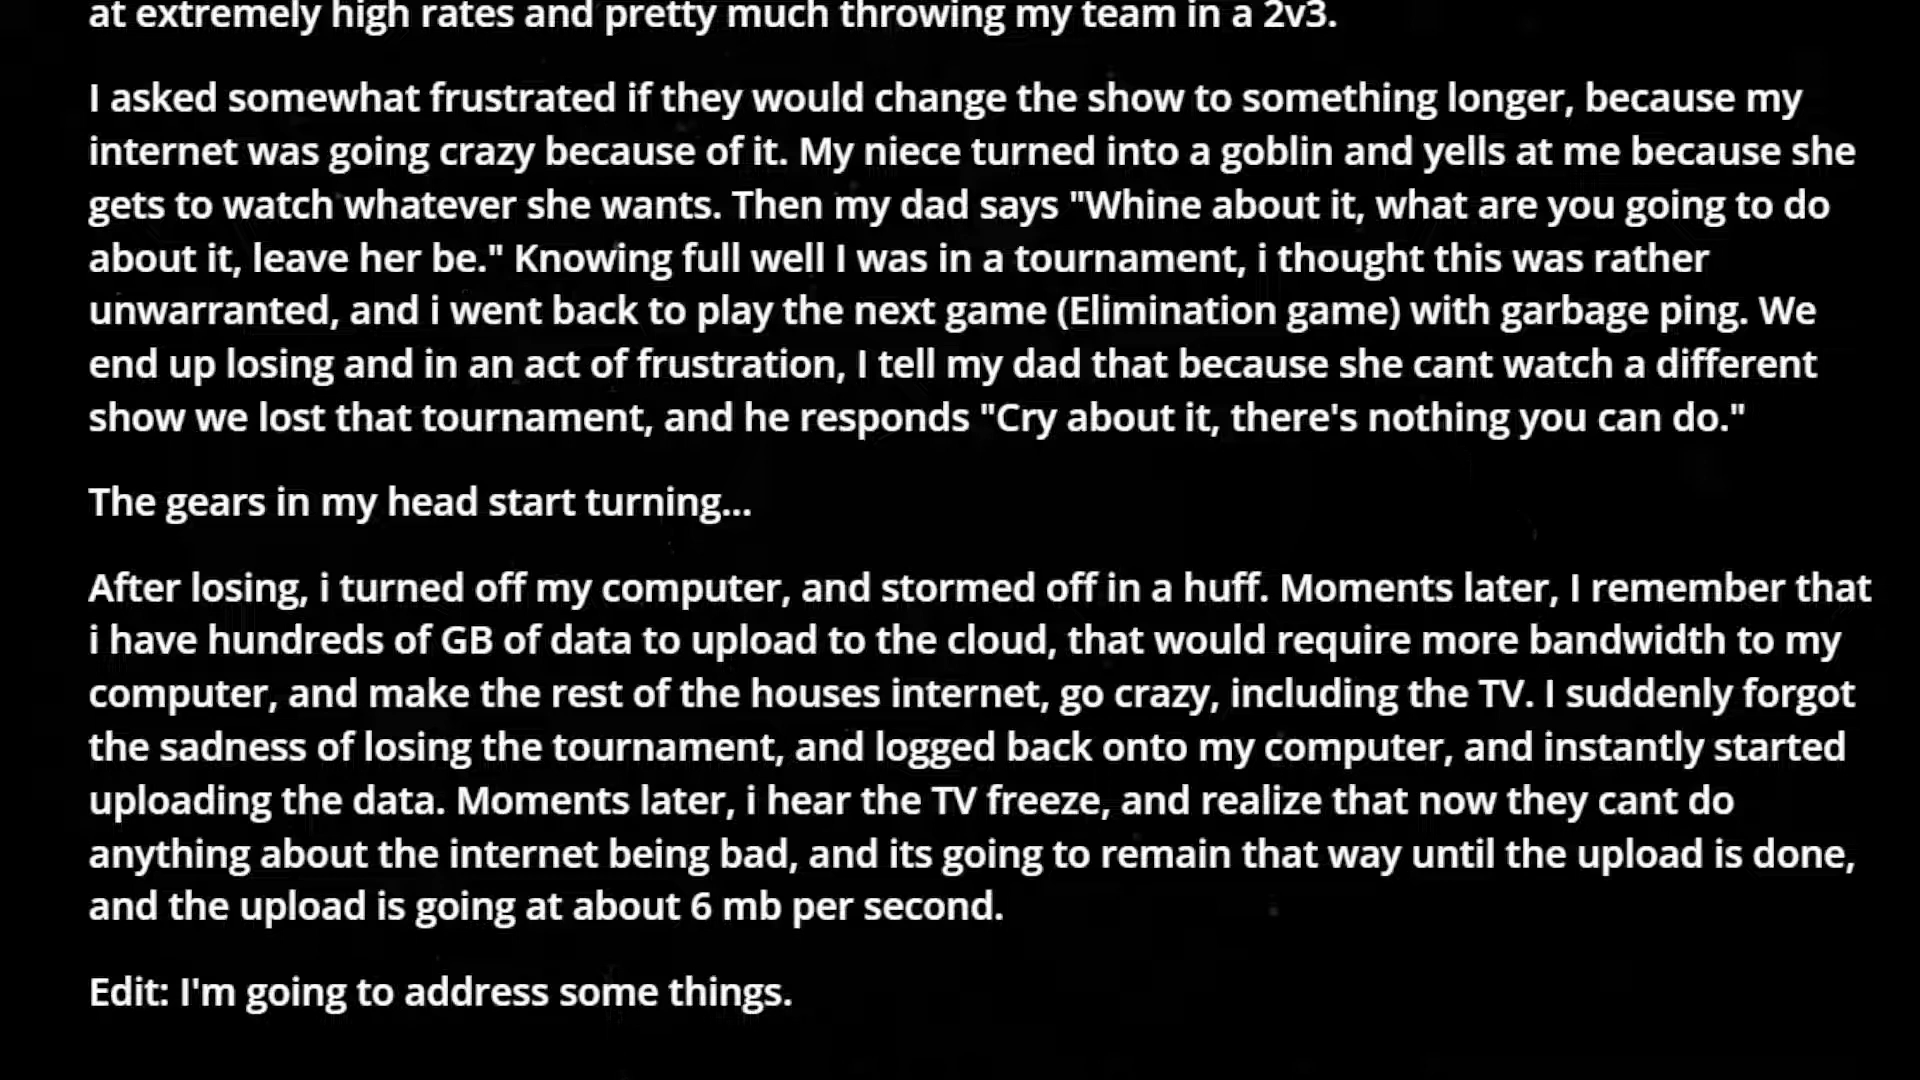 at extremely high rates and pretty much throwing my team in a 2v3.
I asked somewhat frustrated if they would change the show to something longer, because my
internet was going crazy because of it. My niece turned into a goblin and yells at me because she
gets to watch whatever she wants. Then my dad says "Whine about it, what are you going to do
about it, leave her be." Knowing full well I was in a tournament, i thought this was rather
unwarranted, and i went back to play the next game (Elimination game) with garbage ping. We
end up losing and in an act of frustration, I tell my dad that because she cant watch a different
show we lost that tournament, and he responds "Cry about it, there's nothing you can do."
The gears in my head start turning...
After losing, i turned off my computer, and stormed off in a huff. Moments later, I remember that
i have hundreds of GB of data to upload to the cloud, that would require more bandwidth to my
computer, and make the rest of the houses internet, go crazy, including the TV. I suddenly forgot
the sadness of losing the tournament, and logged back onto my computer, and instantly started
uploading the data. Moments later, i hear the TV freeze, and realize that now they cant do
anything about the internet being bad, and its going to remain that way until the upload is done,
and the upload is going at about 6 mb per second.
Edit: I'm going to address some things.